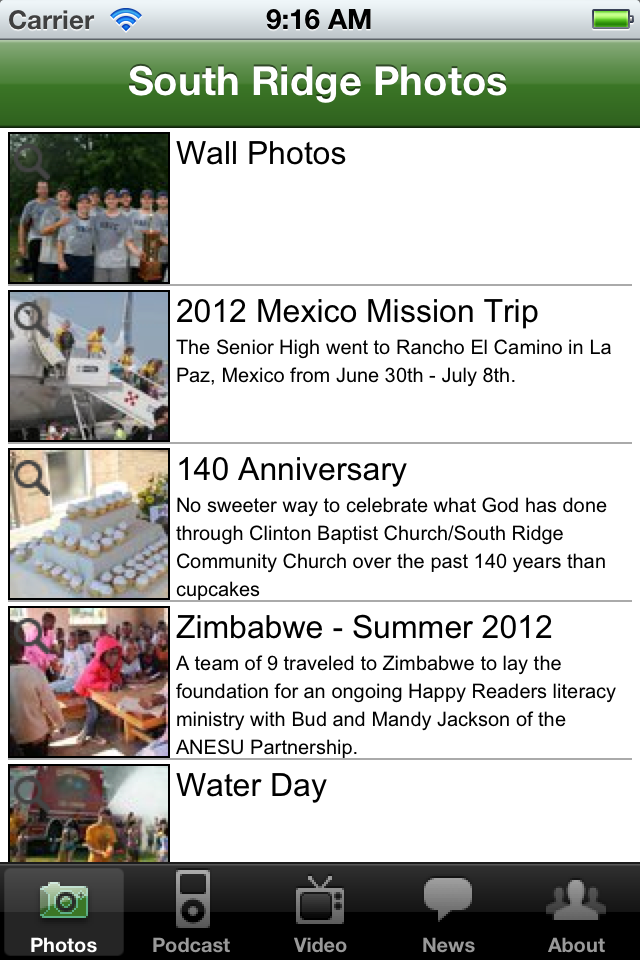 Carrier 9:16 AM
South Ridge Photos
Wall Photos
2012 Mexico Mission Trip
The Senior High went to Rancho El Camino in La
Paz, Mexico from June 30th - July 8th.
140 Anniversary
No sweeter way to celebrate what God has done
through Clinton Baptist Church/South Ridge
Community Church over the past 140 years than
cupcakes
Zimbabwe - Summer 2012
A team of 9 traveled to Zimbabwe to lay the
foundation for an ongoing Happy Readers literacy
ministry with Bud and Mandy Jackson of the
ANESU Partnership.
Water Day
Photos Podcast Video News About